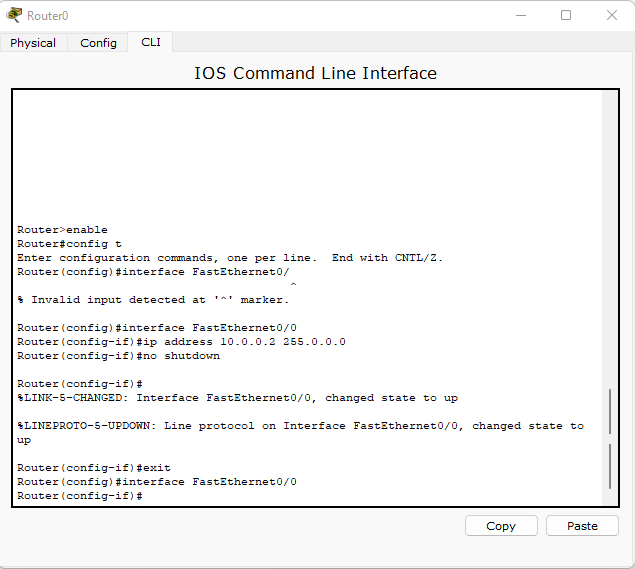 Router0
Physical Config CLI
IOS Command Line Interface
Router>enable
Router#config t
Enter configuration commands, one per line.  End with CNTL/Z.
Router(config)#interface FastEthernet0/
^
% Invalid input detected at '^' marker.
Router(config)#interface FastEthernet0/0
Router(config-if)#ip address 10.0.0.2 255.0.0.0
Router(config-if)#no shutdown
Router(config-if)#
%LINK-5-CHANGED: Interface FastEthernet0/0, changed state to up
%LINEPROTO-5-UPDOWN: Line protocol on Interface FastEthernet0/0, changed state to
up
Router(config-if)#exit
Router(config)#interface FastEthernet0/0
Router(config-if)#
Copy Paste